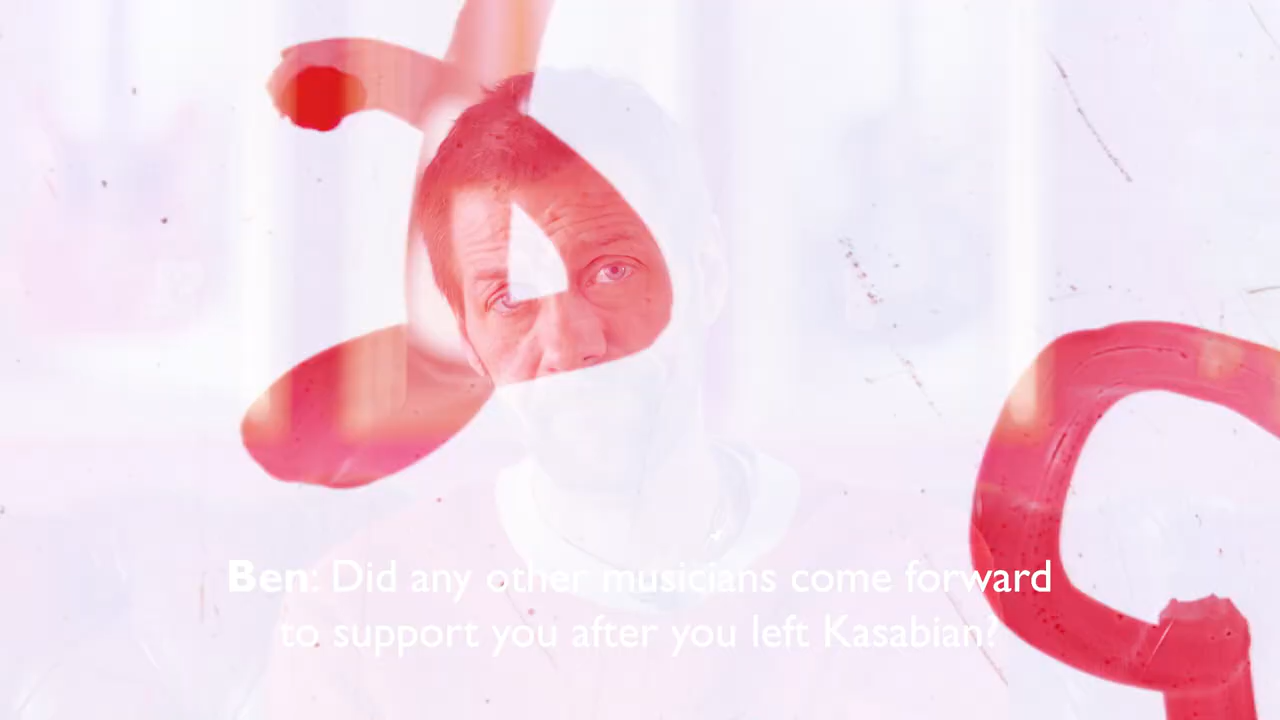 Ben: Did any other musicians come forward
to support you after you left Kasabian?